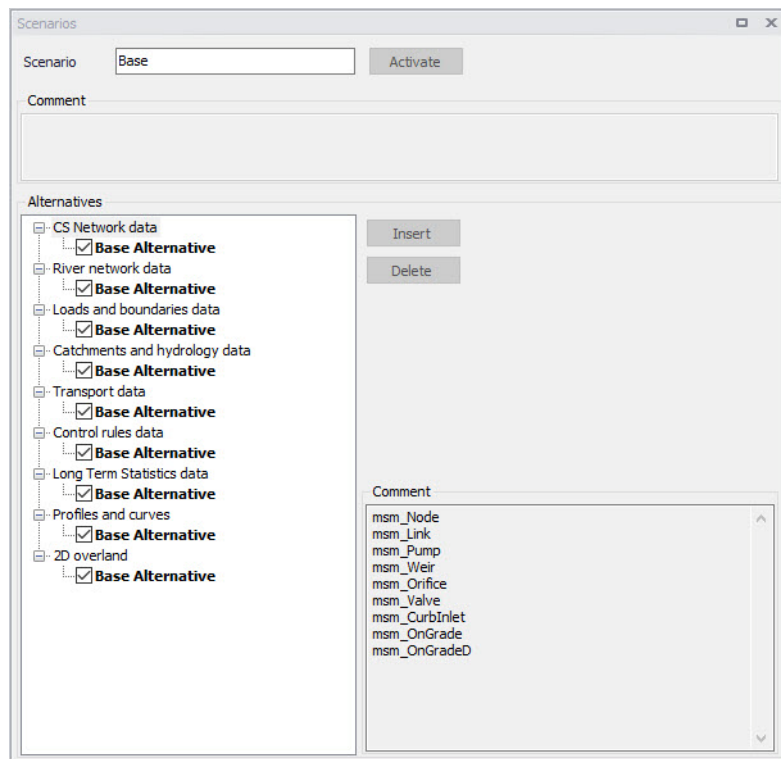 Scenarios
Scenario Base Activate
Comment
Alternatives
CS Network data
Base Alternative
River network data
Base Alternative
Loads and boundaries data
Base Alternative
Catchments and hydrology data
Base Alternative
Transport data
Base Alternative
Control rules data
Base Alternative
Long Term Statistics data
Base Alternative
Profiles and curves
Base Alternative
2D overland
Base Alternative
Insert
Delete
Comment
msm_Node
msm_Link
msm_Pump
msm_Weir
msm_Orifice
msm_Valve
msm_CurbInlet
msm_OnGrade
msm_OnGradeD